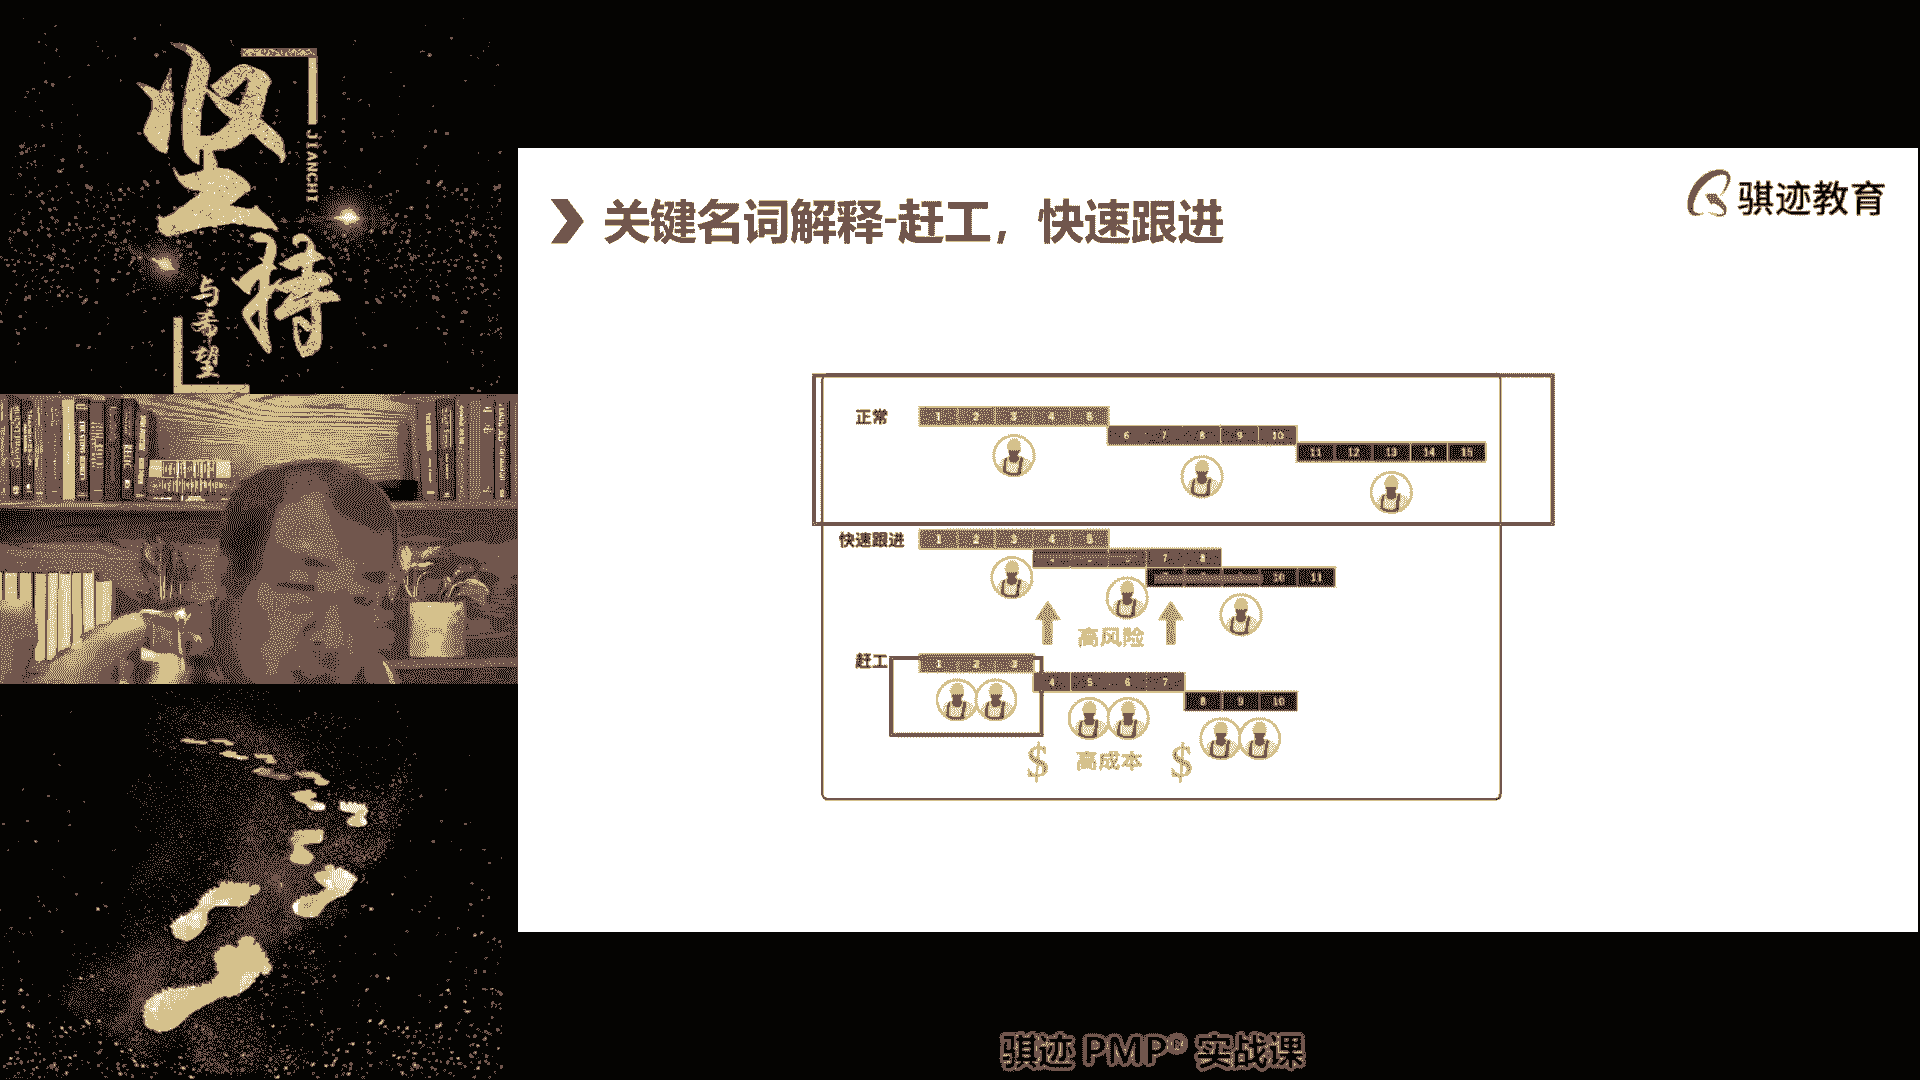 坚持
JIANCHI
与希望
骐迹教育
关键名词解释-赶工，快速跟进
正常
1 2 3 4 5
6 7 8 9 10
11 12 13 14 15
快速跟进
1 2 3 4 5
7 8
10 11
高风险
赶工
1 2 3
4 5 6 7
8 9 10
$ 高成本 $
骐迹 PMP® 实战课